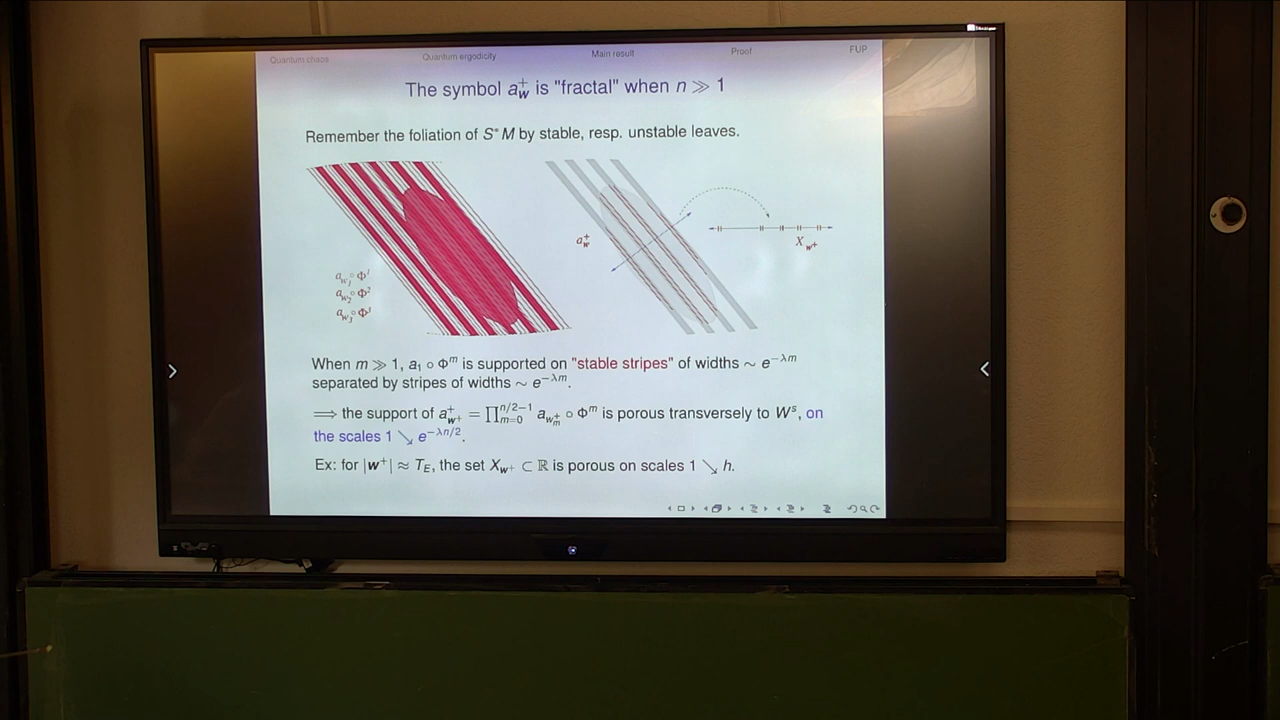 Quantum chaos Quantum ergodicity Main result Proof FUP
The symbol a_w^+ is "fractal" when n ≫ 1
Remember the foliation of S*M by stable, resp. unstable leaves.
a_{w_1}∘Φ^1
a_{w_2}∘Φ^2
a_{w_3}∘Φ^3
a_w^+
X_{w^+}
When m ≫ 1, a_1 ∘ Φ^m is supported on "stable stripes" of widths ∼ e^{−λm}
separated by stripes of widths ∼ e^{−λm}.
⟹ the support of a_{w^+}^+ = ∏_{m=0}^{n/2−1} a_{w_m^+} ∘ Φ^m is porous transversely to W^s, on
the scales 1 ↘ e^{−λn/2}.
Ex: for |w^+| ≈ T_E, the set X_{w^+} ⊂ ℝ is porous on scales 1 ↘ h.